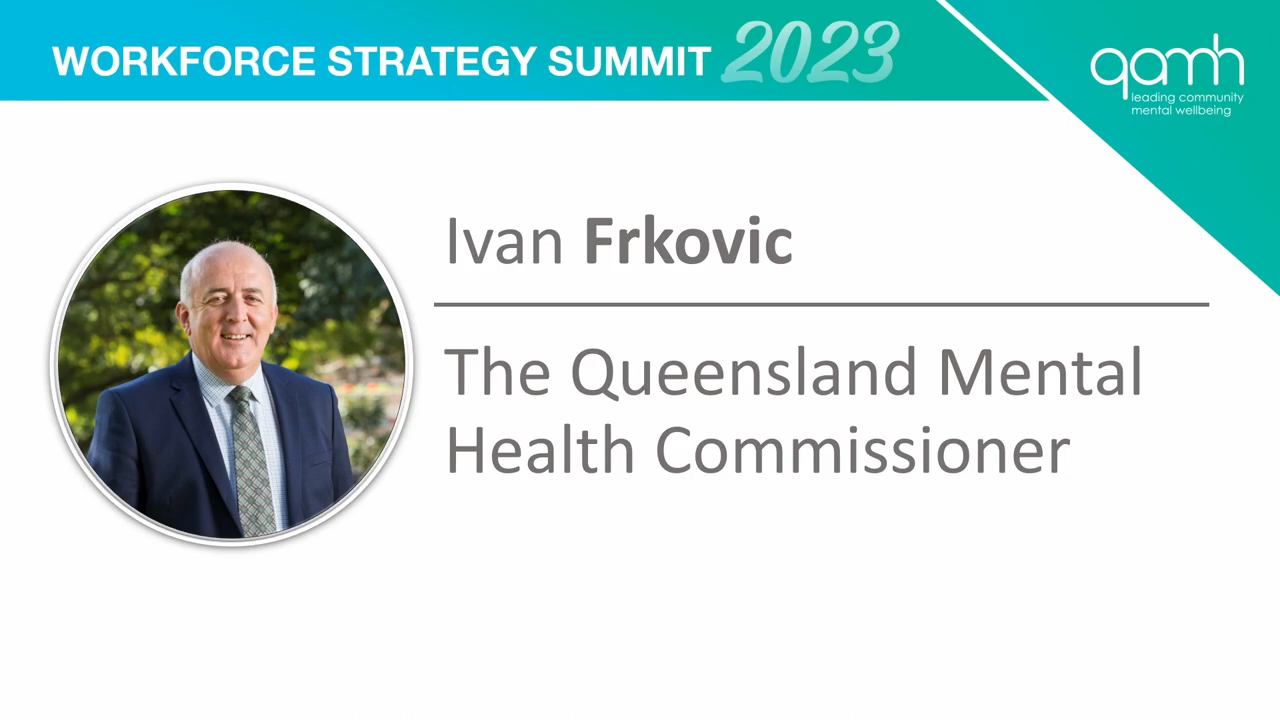 WORKFORCE STRATEGY SUMMIT 2023
qamh
leading community
mental wellbeing
Ivan Frkovic
The Queensland Mental
Health Commissioner